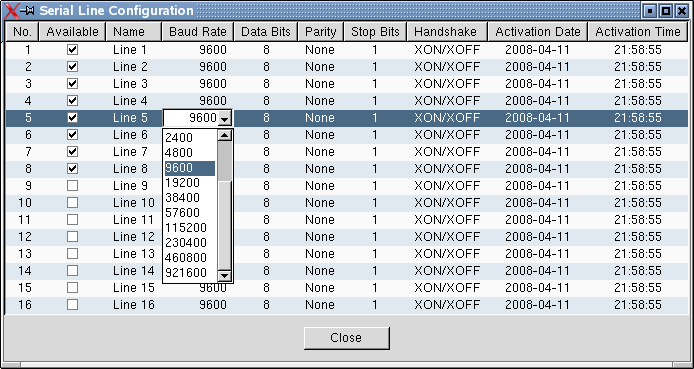 Serial Line Configuration
No. Available Name Baud Rate Data Bits Parity Stop Bits Handshake Activation Date Activation Time
1 Line 1 9600 8 None 1 XON/XOFF 2008-04-11 21:58:55
2 Line 2 9600 8 None 1 XON/XOFF 2008-04-11 21:58:55
3 Line 3 9600 8 None 1 XON/XOFF 2008-04-11 21:58:55
4 Line 4 9600 8 None 1 XON/XOFF 2008-04-11 21:58:55
5 Line 5 9600 8 None 1 XON/XOFF 2008-04-11 21:58:55
6 Line 6 2400 8 None 1 XON/XOFF 2008-04-11 21:58:55
7 Line 7 4800 8 None 1 XON/XOFF 2008-04-11 21:58:55
8 Line 8 9600 8 None 1 XON/XOFF 2008-04-11 21:58:55
9 Line 9 19200 8 None 1 XON/XOFF 2008-04-11 21:58:55
10 Line 10 38400 8 None 1 XON/XOFF 2008-04-11 21:58:55
11 Line 11 57600 8 None 1 XON/XOFF 2008-04-11 21:58:55
115200
12 Line 12 230400 8 None 1 XON/XOFF 2008-04-11 21:58:55
13 Line 13 460800 8 None 1 XON/XOFF 2008-04-11 21:58:55
14 Line 14 921600 8 None 1 XON/XOFF 2008-04-11 21:58:55
15 Line 15 9600 8 None 1 XON/XOFF 2008-04-11 21:58:55
16 Line 16 9600 8 None 1 XON/XOFF 2008-04-11 21:58:55
Close